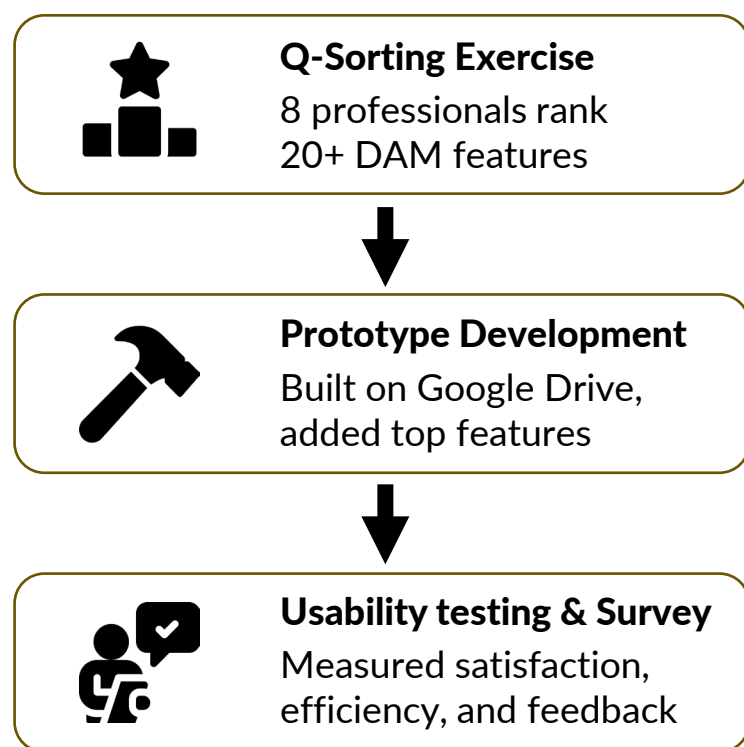 Q-Sorting Exercise
8 professionals rank
20+ DAM features
Prototype Development
Built on Google Drive,
added top features
Usability testing & Survey
Measured satisfaction,
efficiency, and feedback